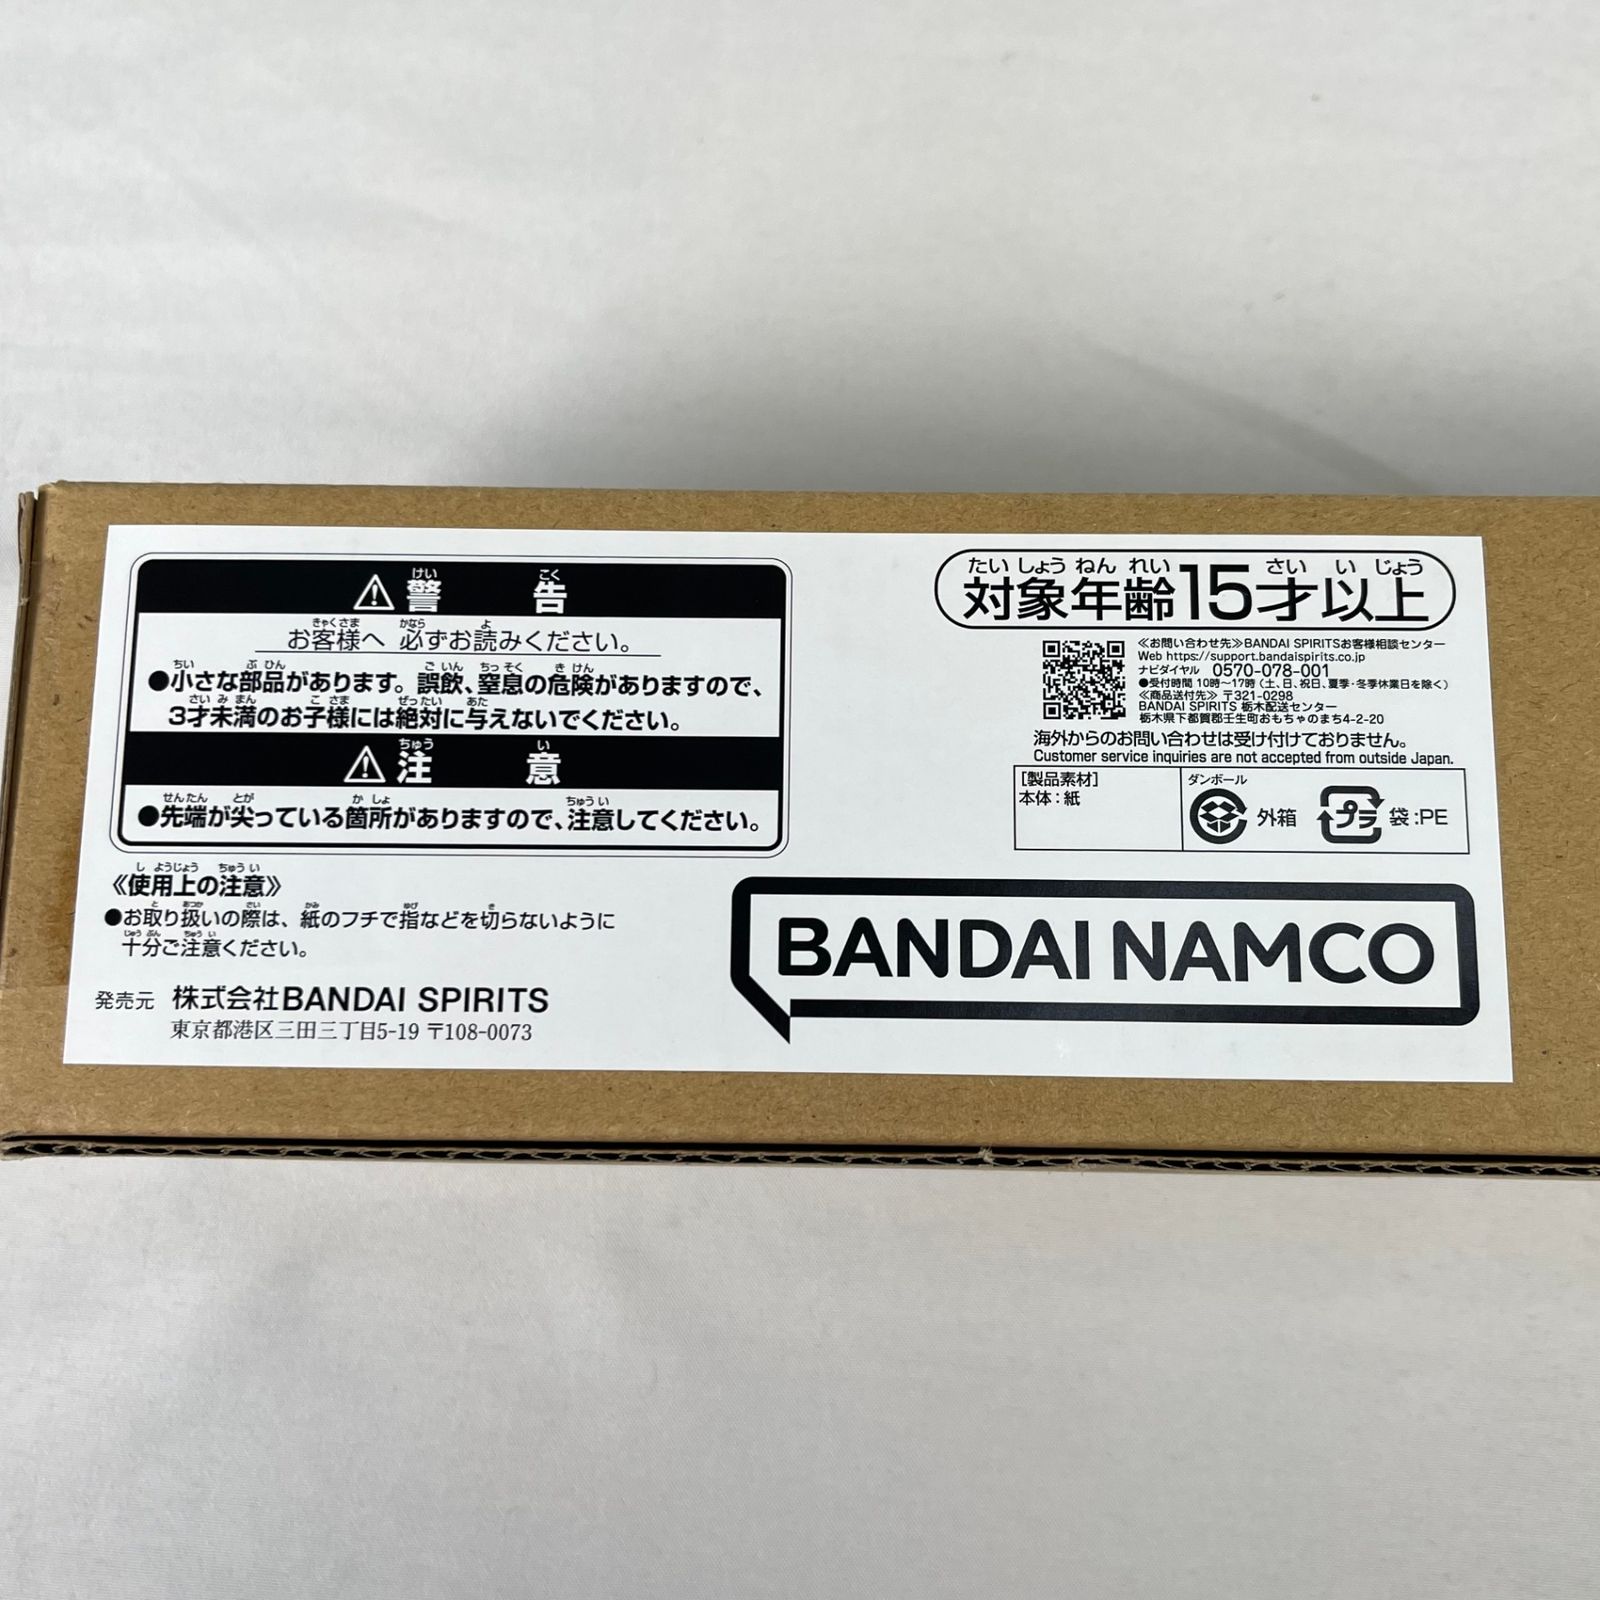 ⚠警告
お客様へ 必ずお読みください。
●小さな部品があります。誤飲、窒息の危険がありますので、
3才未満のお子様には絶対に与えないでください。
⚠注意
●先端が尖っている箇所がありますので、注意してください。
《使用上の注意》
●お取り扱いの際は、紙のフチで指などを切らないように
十分ご注意ください。
発売元 株式会社BANDAI SPIRITS
東京都港区三田三丁目5-19 〒108-0073
対象年齢15才以上
≪お問い合わせ先≫BANDAI SPIRITSお客様相談センター
Web https://support.bandaispirits.co.jp
ナビダイヤル 0570-078-001
●受付時間 10時~17時(土、日、祝日、夏季・冬季休業日を除く)
≪商品送付先≫ 〒321-0298
BANDAI SPIRITS 栃木配送センター
栃木県下都賀郡壬生町おもちゃのまち4-2-20
海外からのお問い合わせは受け付けておりません。
Customer service inquiries are not accepted from outside Japan.
[製品素材]
本体:紙
ダンボール
外箱
プラ 袋:PE
BANDAI NAMCO